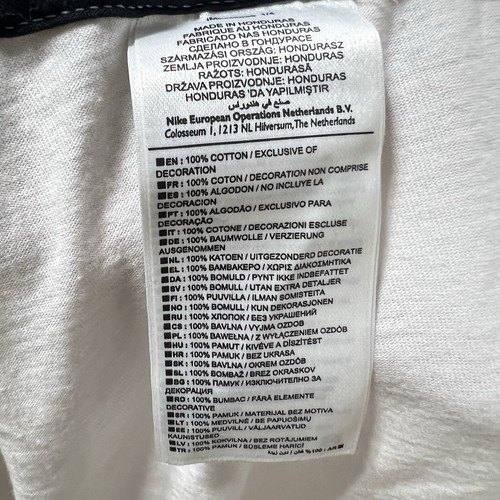 MADE IN HONDURAS
FABRIQUE AU HONDURAS
FABRICADO NAS HONDURAS
СДЕЛАНО В ГОНДУРАСЕ
SZÁRMAZÁSI ORSZÁG: HONDURASZ
ZEMLJA PROIZVODNJE: HONDURAS
RAŽOTS: HONDURASĀ
DRŽAVA PROIZVODNJE: HONDURAS
HONDURAS 'DA YAPILMIŞTIR
صنع في هندوراس
Nike European Operations Netherlands B.V.
Colosseum 1, 1213 NL Hilversum, The Netherlands
EN : 100% COTTON / EXCLUSIVE OF
DECORATION
FR : 100% COTON / DECORATION NON COMPRISE
ES : 100% ALGODON / NO INCLUYE LA
DECORACION
PT : 100% ALGODÃO / EXCLUSIVO PARA
DECORAÇÃO
IT : 100% COTONE / DECORAZIONI ESCLUSE
DE : 100% BAUMWOLLE / VERZIERUNG
AUSGENOMMEN
NL : 100% KATOEN / UITGEZONDERD DECORATIE
EL : 100% ΒΑΜΒΑΚΕΡΟ / ΧΩΡΙΣ ΔΙΑΚΟΣΜΗΤΙΚΑ
DA : 100% BOMULD / PYNT IKKE INDBEFATTET
SV : 100% BOMULL / UTAN EXTRA DETALJER
FI : 100% PUUVILLA / ILMAN SOMISTEITA
NO : 100% BOMULL / KUN DEKORASJONEN
RU : 100% ХЛОПОК / БЕЗ УКРАШЕНИЙ
CS : 100% BAVLNA / VYJMA OZDOB
PL : 100% BAWEŁNA / Z WYŁĄCZENIEM OZDÓB
HU : 100% PAMUT / KIVÉVE A DÍSZÍTÉST
HR : 100% PAMUK / BEZ UKRASA
SK : 100% BAVLNA / OKREM OZDÔB
SL : 100% BOMBAŽ / BREZ OKRASKOV
BG : 100% ПАМУК / ИЗКЛЮЧИТЕЛНО ЗА
ДЕКОРАЦИЯ
RO : 100% BUMBAC / FĂRĂ ELEMENTE
DECORATIVE
SR : 100% PAMUK / MATERIJAL BEZ MOTIVA
LT : 100% MEDVILNĖ / BE PAPUOŠIMŲ
EE : 100% PUUVILL / VÄLJAARVATUD
KAUNISTUSED
LV : 100% KOKVILNA / BEZ ROTĀJUMIEM
TR : 100% PAMUK / SÜSLEME HARİCİ